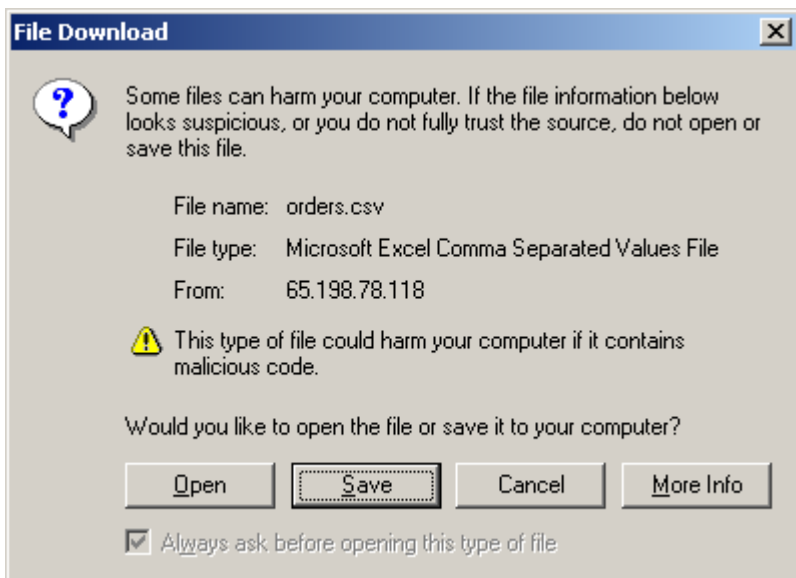 File Download
Some files can harm your computer. If the file information below
looks suspicious, or you do not fully trust the source, do not open or
save this file.
File name: orders.csv
File type: Microsoft Excel Comma Separated Values File
From: 65.198.78.118
This type of file could harm your computer if it contains
malicious code.
Would you like to open the file or save it to your computer?
Open Save Cancel More Info
Always ask before opening this type of file